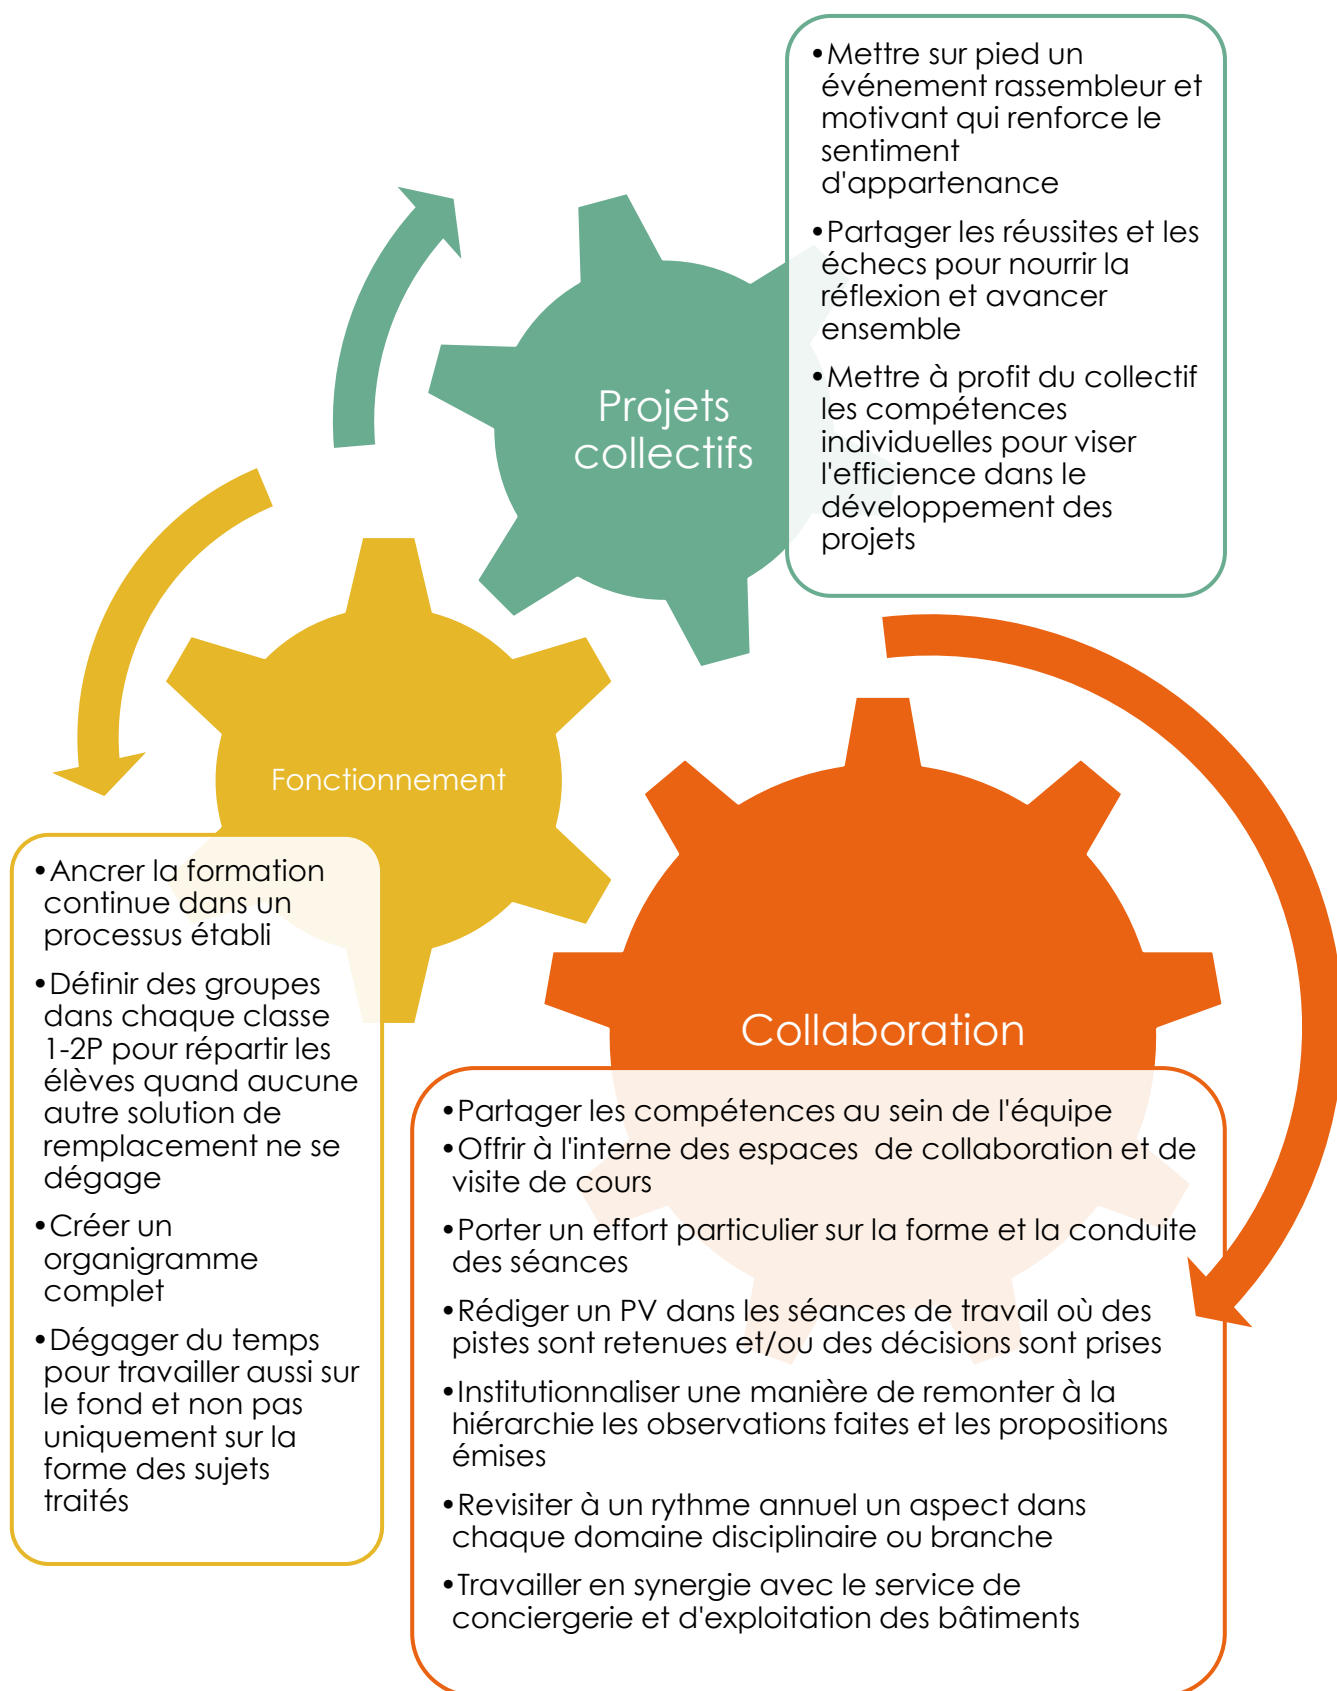 •Mettre sur pied un
événement rassembleur et
motivant qui renforce le
sentiment
d'appartenance
•Partager les réussites et les
échecs pour nourrir la
réflexion et avancer
ensemble
•Mettre à profit du collectif
les compétences
individuelles pour viser
l'efficience dans le
développement des
projets
Projets
collectifs
Fonctionnement
•Ancrer la formation
continue dans un
processus établi
•Définir des groupes
dans chaque classe
1-2P pour répartir les
élèves quand aucune
autre solution de
remplacement ne se
dégage
•Créer un
organigramme
complet
•Dégager du temps
pour travailler aussi sur
le fond et non pas
uniquement sur la
forme des sujets
traités
Collaboration
•Partager les compétences au sein de l'équipe
•Offrir à l'interne des espaces  de collaboration et de
visite de cours
•Porter un effort particulier sur la forme et la conduite
des séances
•Rédiger un PV dans les séances de travail où des
pistes sont retenues et/ou des décisions sont prises
•Institutionnaliser une manière de remonter à la
hiérarchie les observations faites et les propositions
émises
•Revisiter à un rythme annuel un aspect dans
chaque domaine disciplinaire ou branche
•Travailler en synergie avec le service de
conciergerie et d'exploitation des bâtiments